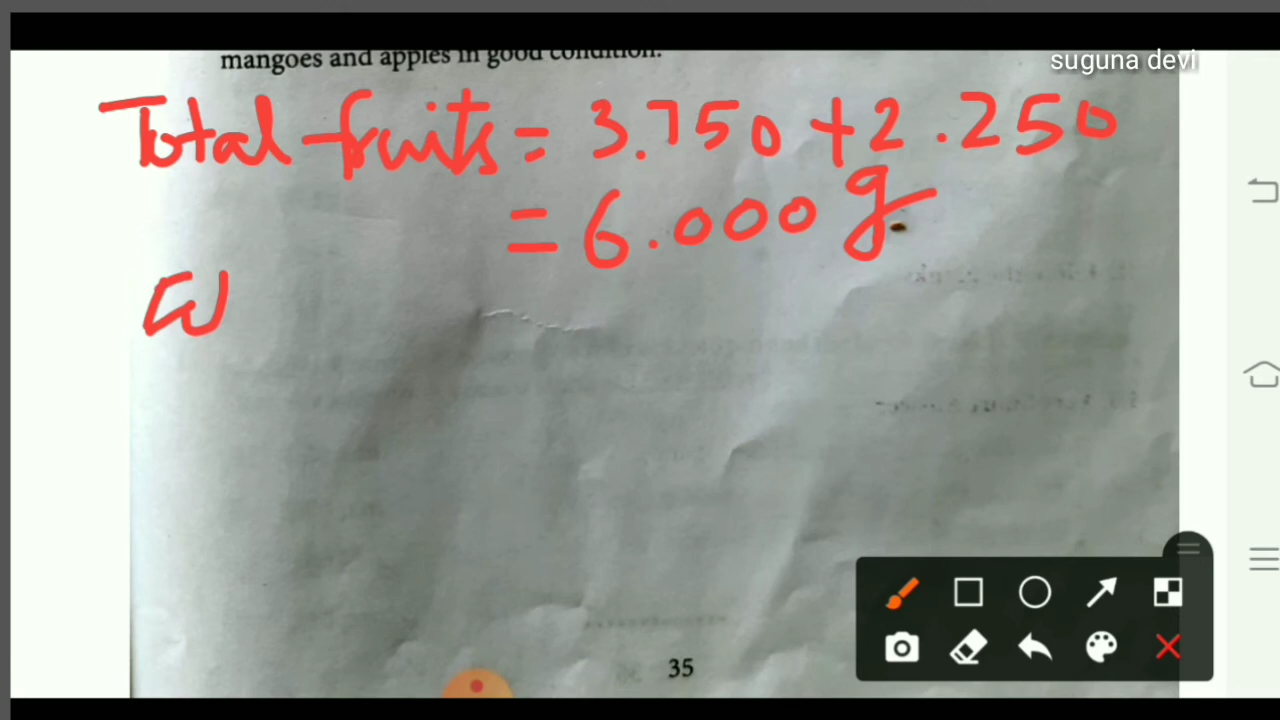 mangoes and apples in good condition.
suguna devi
Total fruits = 3.750 + 2.250
= 6.000 g
35